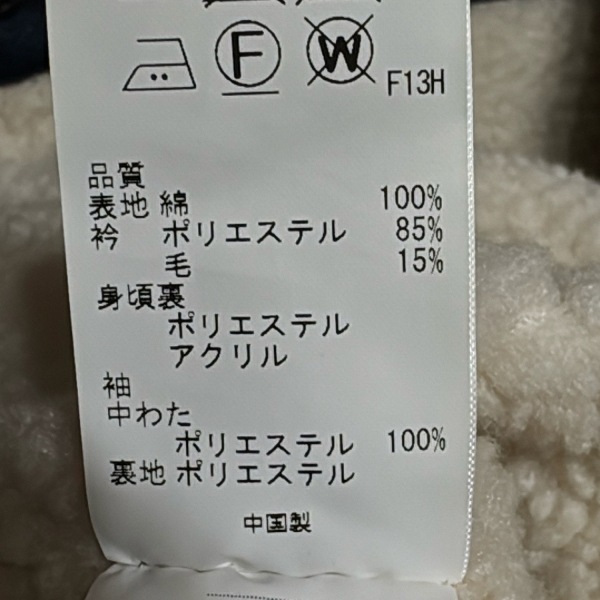 F W F13H
品質
表地 綿 100%
衿 ポリエステル 85%
毛 15%
身頃裏
ポリエステル
アクリル
袖
中わた
ポリエステル 100%
裏地 ポリエステル
中国製